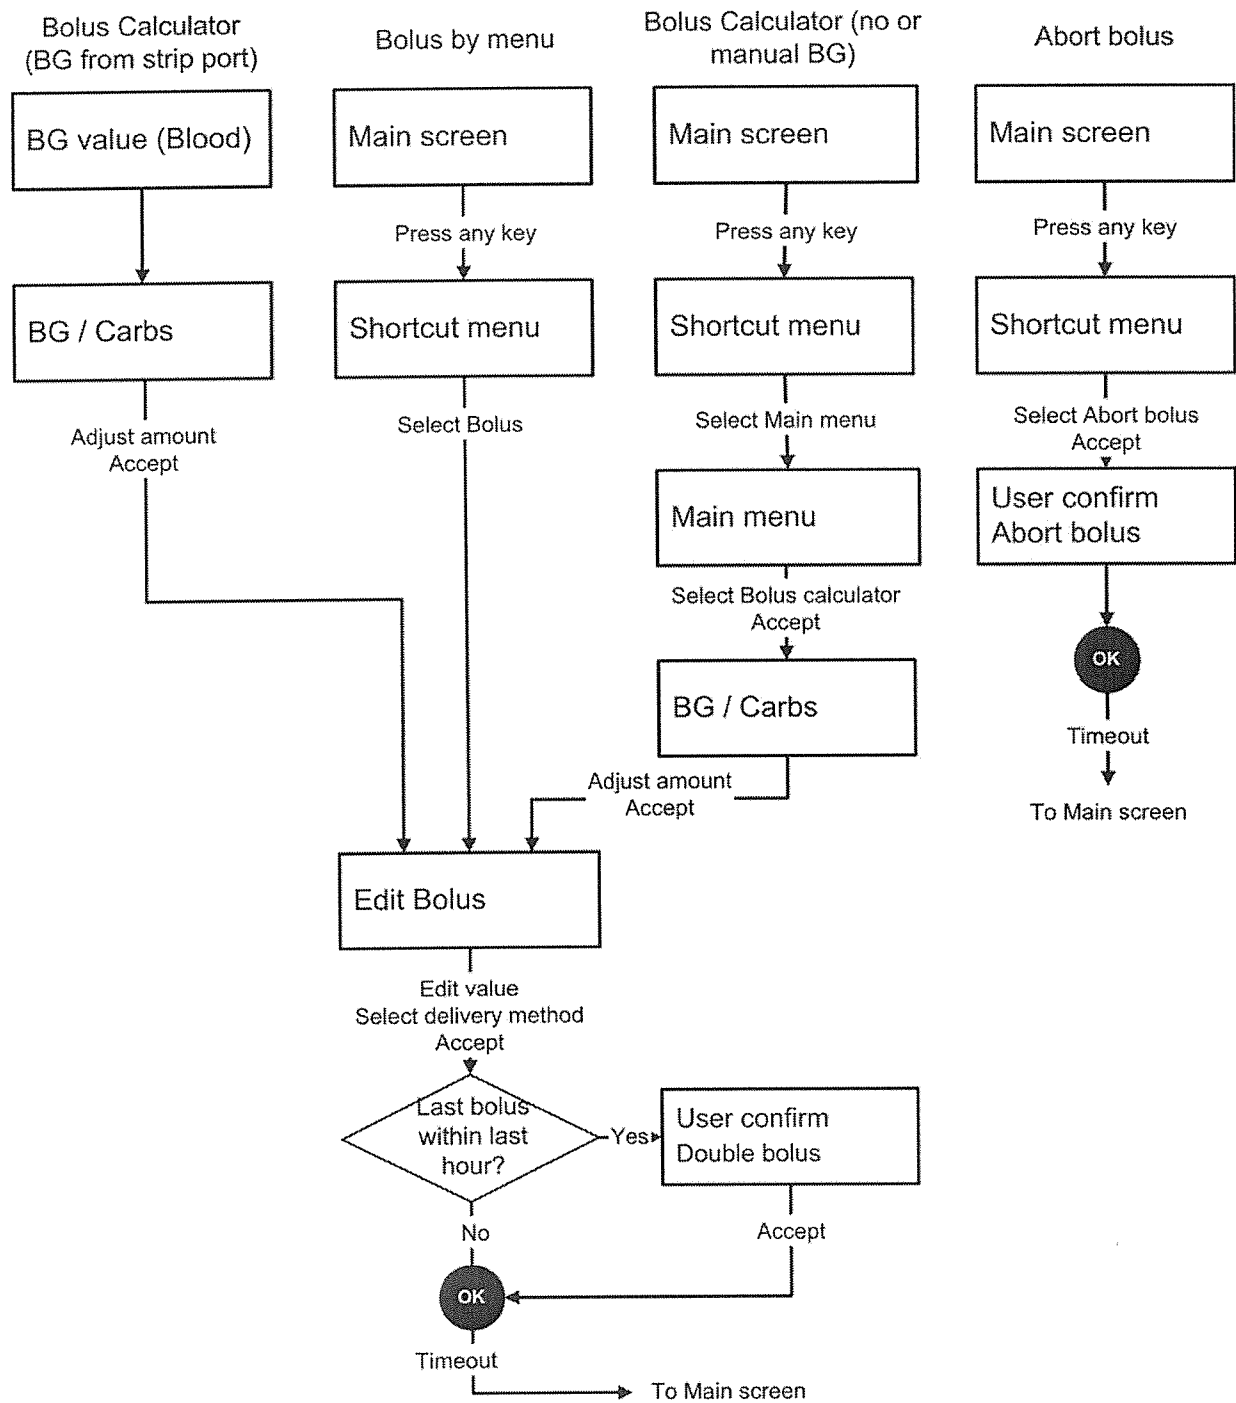 Bolus Calculator
(BG from strip port)
Bolus by menu
Bolus Calculator (no or
manual BG)
Abort bolus
BG value (Blood)
Main screen
Main screen
Main screen
Press any key
Press any key
Press any key
BG / Carbs
Shortcut menu
Shortcut menu
Shortcut menu
Adjust amount
Accept
Select Bolus
Select Main menu
Select Abort bolus
Accept
Main menu
User confirm
Abort bolus
Select Bolus calculator
Accept
OK
BG / Carbs
Timeout
Adjust amount
Accept
To Main screen
Edit Bolus
Edit value
Select delivery method
Accept
Last bolus
within last
hour?
Yes
User confirm
Double bolus
No
Accept
OK
Timeout
To Main screen